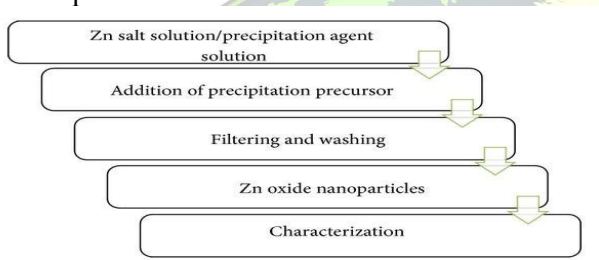 Zn salt solution/precipitation agent
solution
Addition of precipitation precursor
Filtering and washing
Zn oxide nanoparticles
Characterization